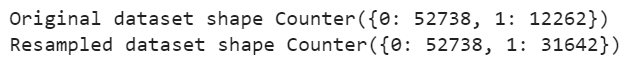 Original dataset shape Counter({0: 52738, 1: 12262})
Resampled dataset shape Counter({0: 52738, 1: 31642})